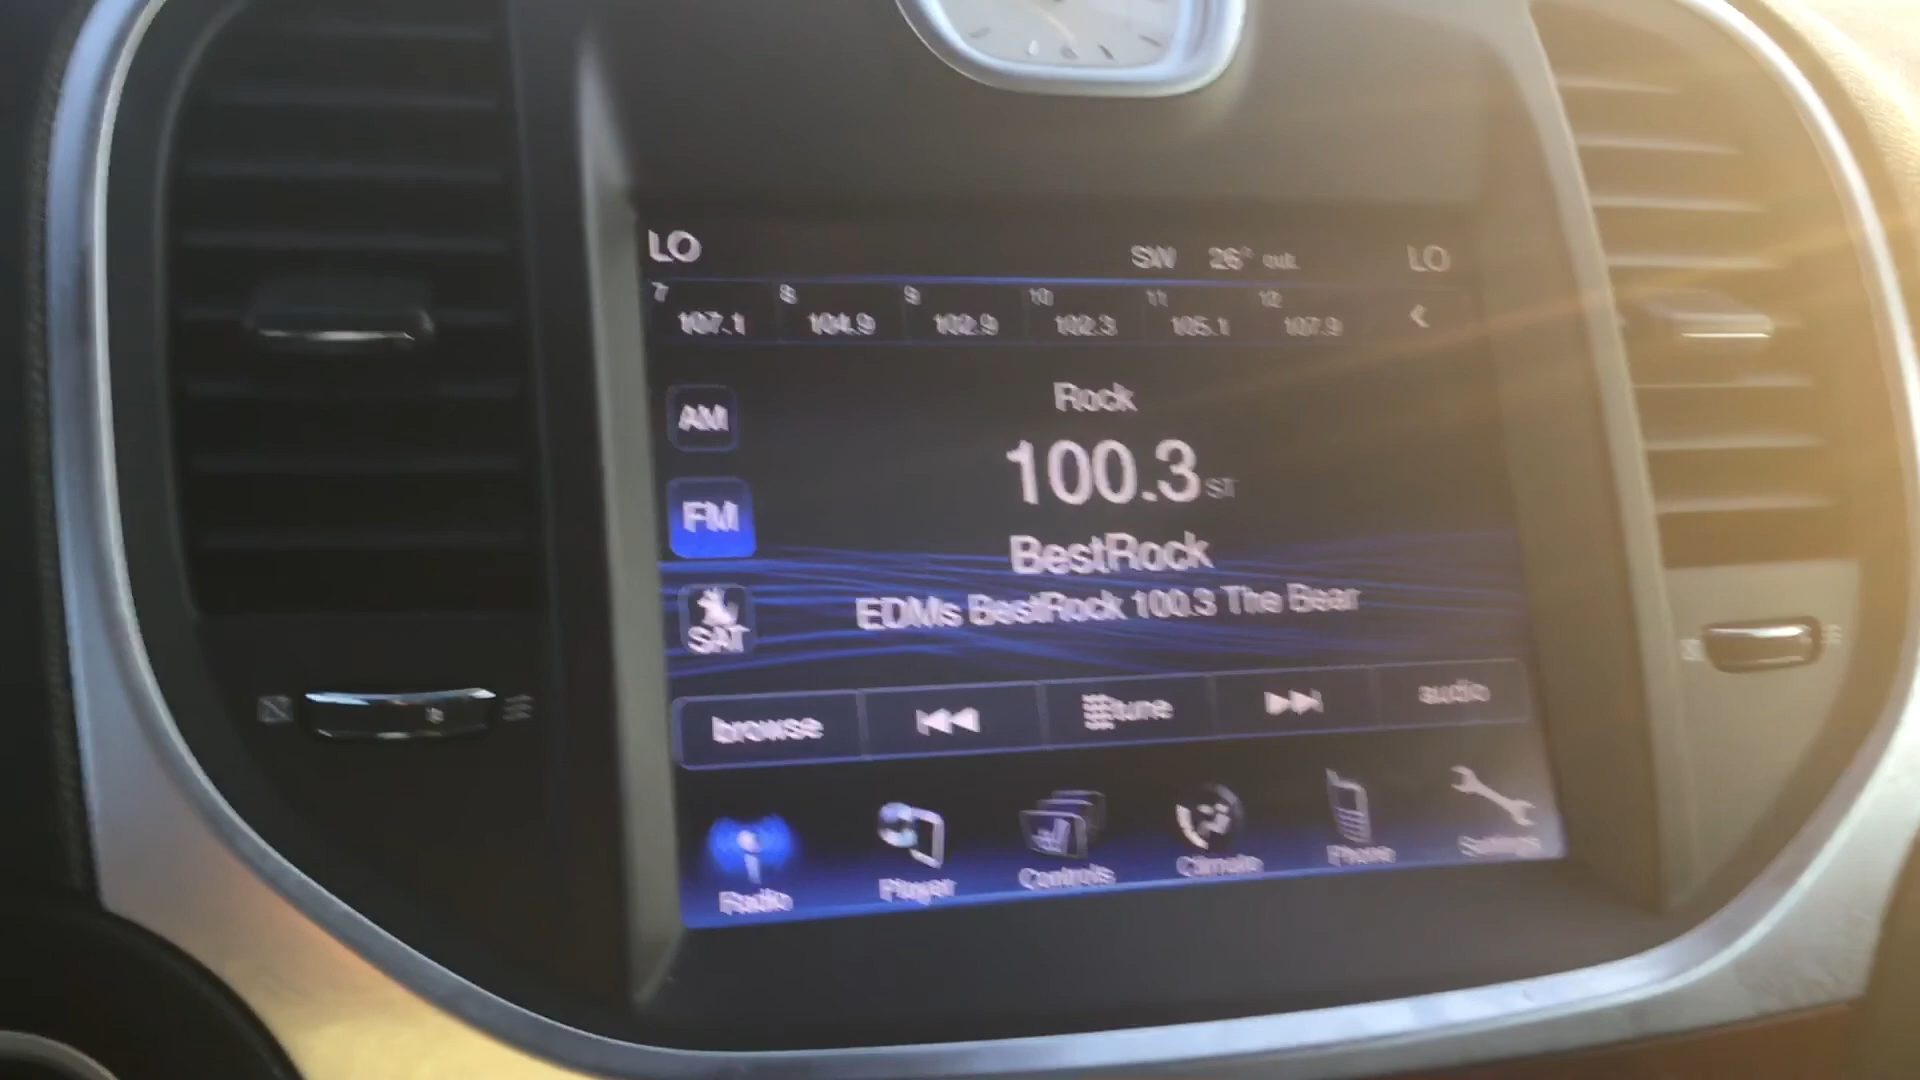 LO SW 26° out LO
7 8 9 10 11 12
107.1 104.9 102.9 102.3 105.1 107.9
Rock
AM
100.3 ST
FM
BestRock
EDMs BestRock 100.3 The Bear
SAT
browse tune audio
Radio Player Controls Climate Phone Settings